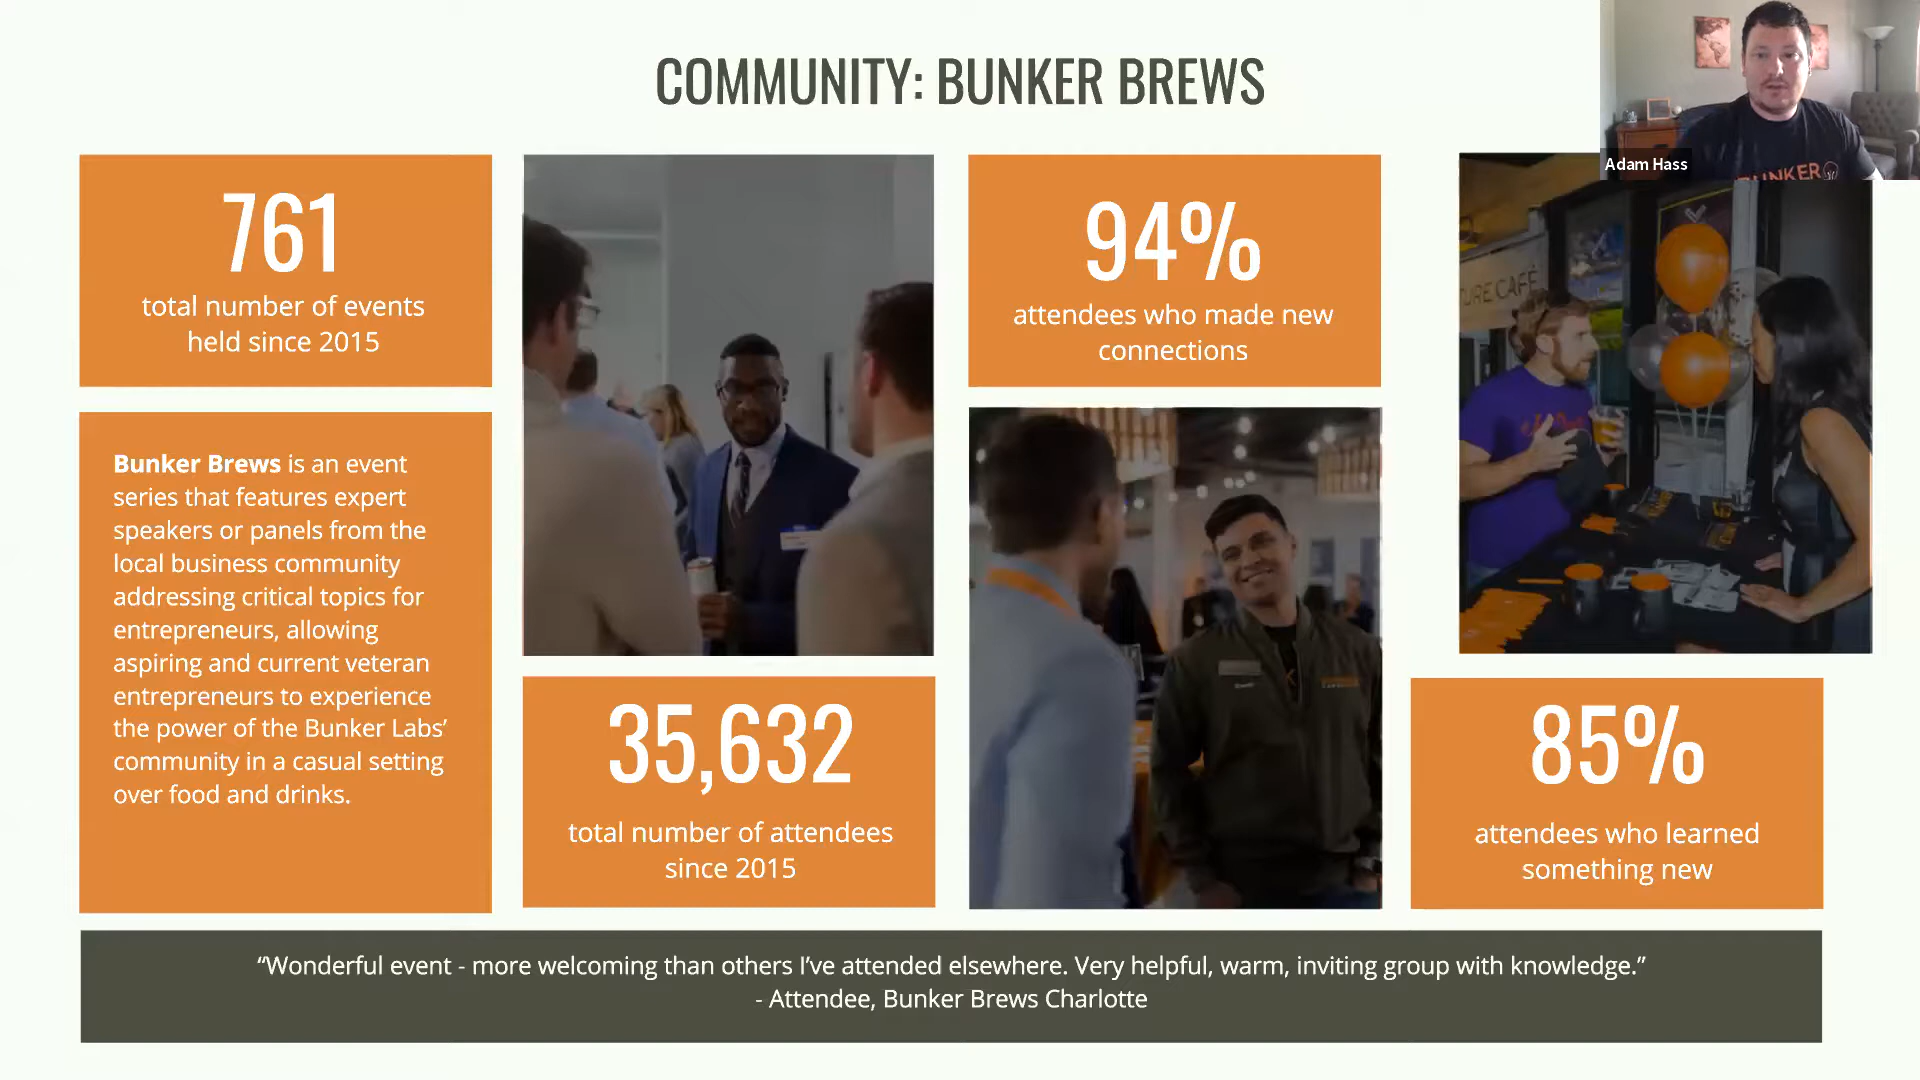 COMMUNITY: BUNKER BREWS
Adam Hass
BUNKER
761
total number of events
held since 2015
94%
attendees who made new
connections
Bunker Brews is an event
series that features expert
speakers or panels from the
local business community
addressing critical topics for
entrepreneurs, allowing
aspiring and current veteran
entrepreneurs to experience
the power of the Bunker Labs’
community in a casual setting
over food and drinks.
35,632
total number of attendees
since 2015
85%
attendees who learned
something new
“Wonderful event - more welcoming than others I’ve attended elsewhere. Very helpful, warm, inviting group with knowledge.”
- Attendee, Bunker Brews Charlotte